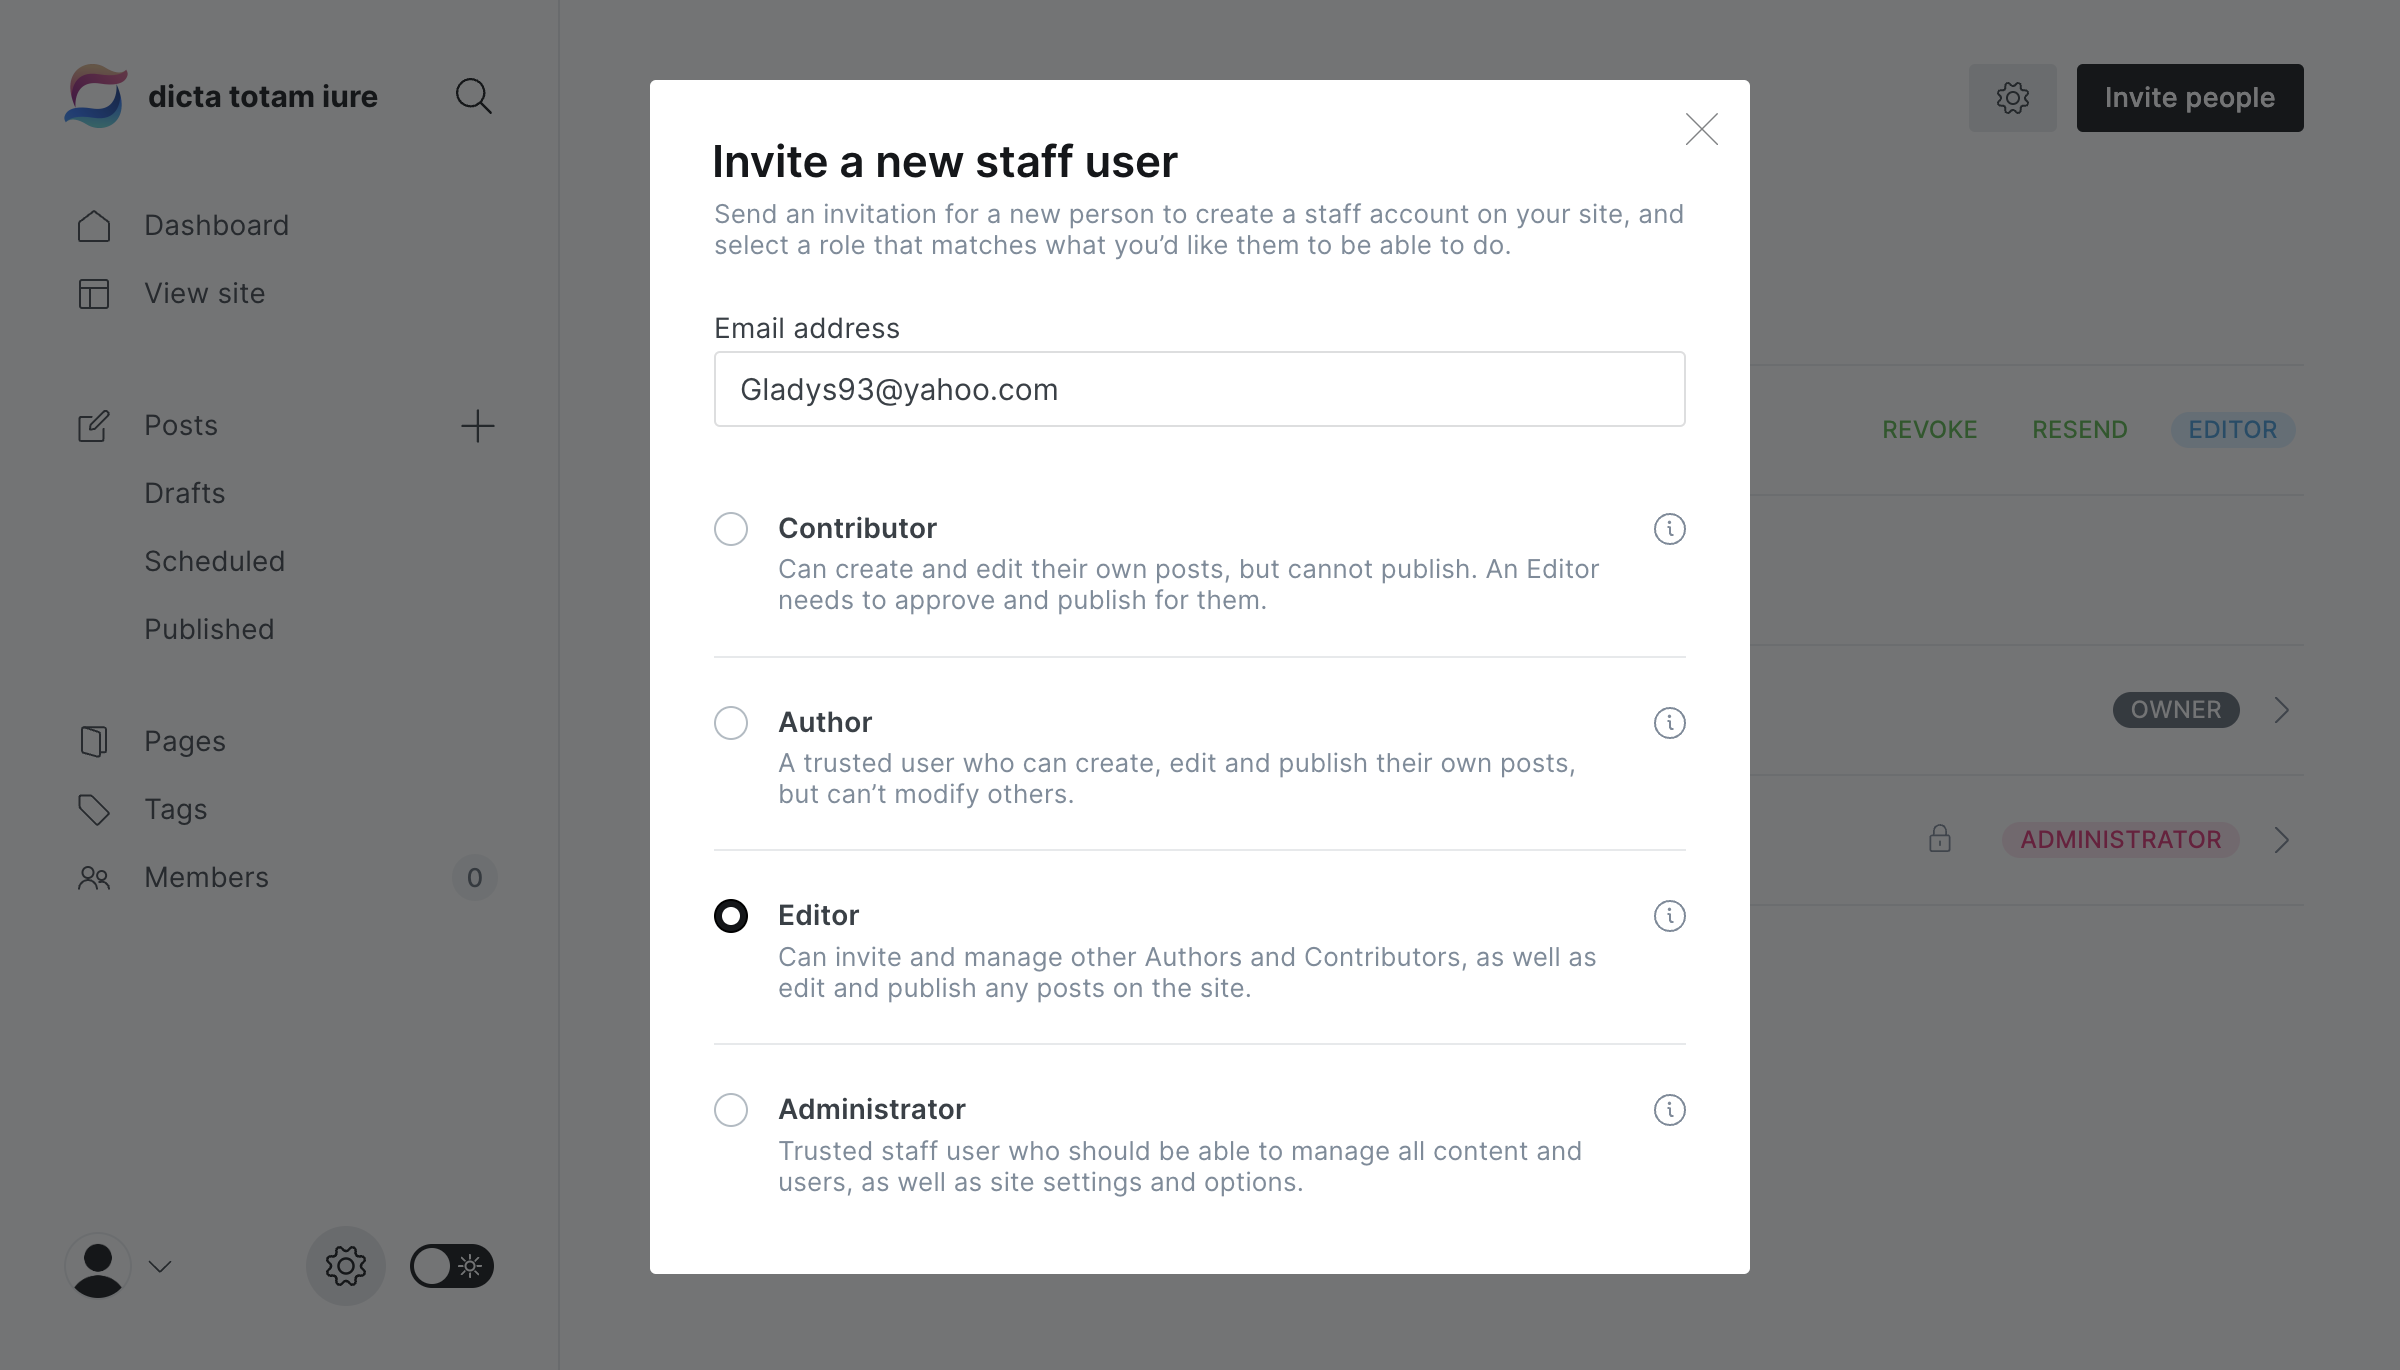 dicta totam iure
Dashboard
View site
Posts
Drafts
Scheduled
Published
Pages
Tags
Members
0
Invite people
REVOKE
RESEND
EDITOR
OWNER
ADMINISTRATOR
Invite a new staff user
Send an invitation for a new person to create a staff account on your site, and
select a role that matches what you’d like them to be able to do.
Email address
Gladys93@yahoo.com
Contributor
Can create and edit their own posts, but cannot publish. An Editor
needs to approve and publish for them.
Author
A trusted user who can create, edit and publish their own posts,
but can’t modify others.
Editor
Can invite and manage other Authors and Contributors, as well as
edit and publish any posts on the site.
Administrator
Trusted staff user who should be able to manage all content and
users, as well as site settings and options.